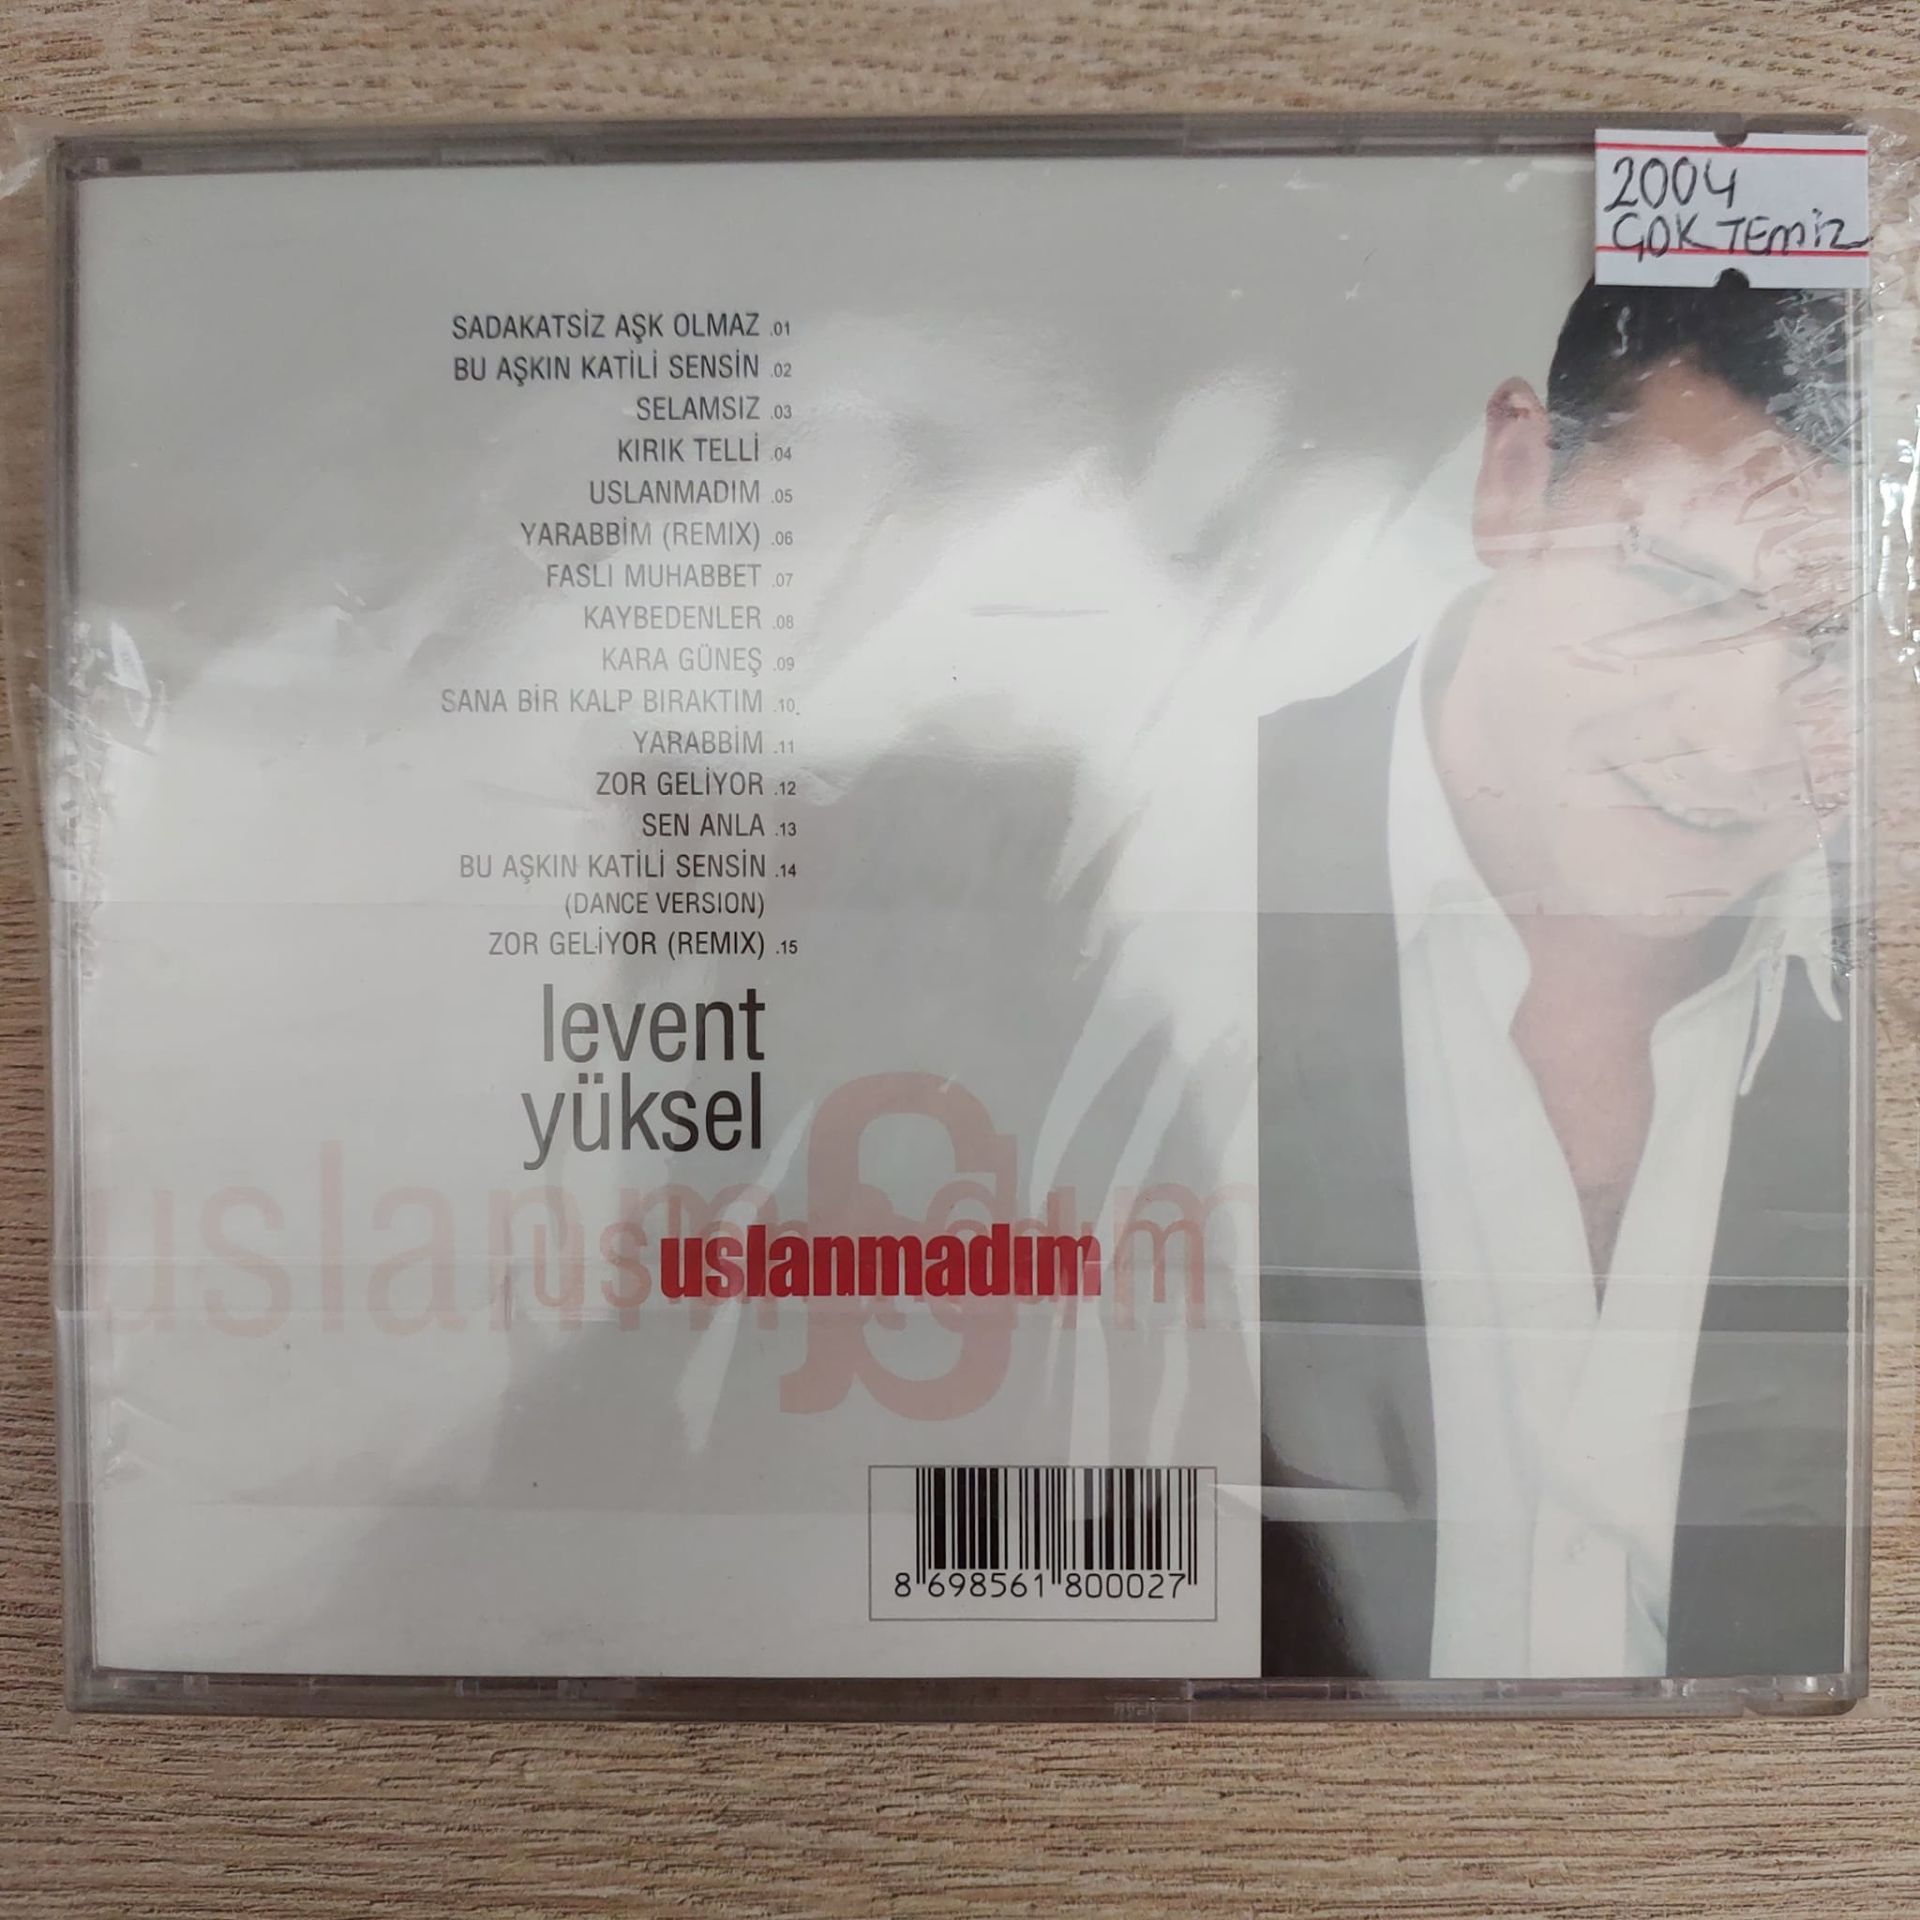 2004
ÇOK TEMİZ
SADAKATSİZ AŞK OLMAZ .01
BU AŞKIN KATİLİ SENSİN .02
SELAMSIZ .03
KIRIK TELLİ .04
USLANMADIM .05
YARABBİM (REMIX) .06
FASLI MUHABBET .07
KAYBEDENLER .08
KARA GÜNEŞ .09
SANA BİR KALP BIRAKTIM .10
YARABBİM .11
ZOR GELİYOR .12
SEN ANLA .13
BU AŞKIN KATİLİ SENSİN .14
(DANCE VERSION)
ZOR GELİYOR (REMIX) .15
levent
yüksel
uslanmadım
uslanmadım
uslanmadım
8 698561 800027